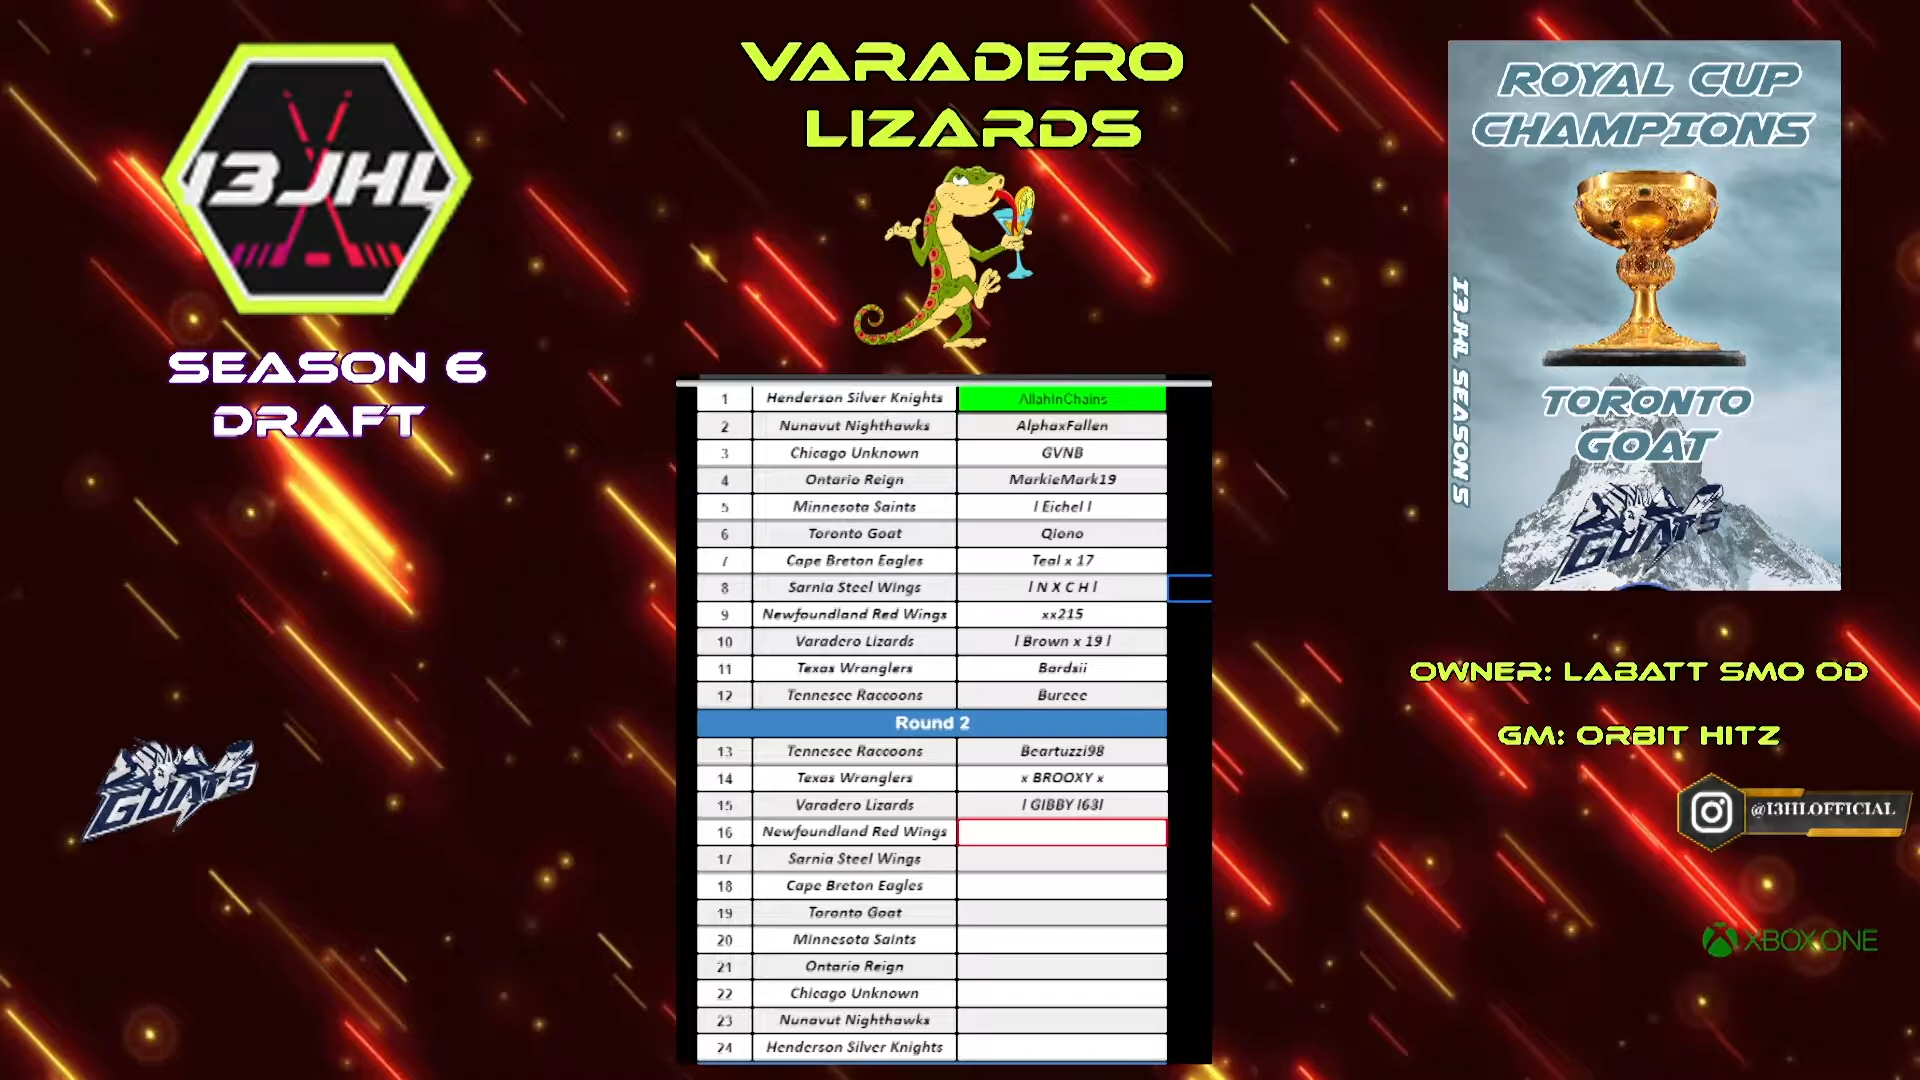 I3JHL
SEASON 6
DRAFT
VARADERO
LIZARDS
1 Henderson Silver Knights AllahInChains
2 Nunavut Nighthawks AlphaxFallen
3 Chicago Unknown GVNB
4 Ontario Reign MarkieMark19
5 Minnesota Saints l Eichel l
6 Toronto Goat Qiono
7 Cape Breton Eagles Teal x 17
8 Sarnia Steel Wings l N X C H l
9 Newfoundland Red Wings xx215
10 Varadero Lizards l Brown x 19 l
11 Texas Wranglers Bardsii
12 Tennesee Raccoons Bureee
Round 2
13 Tennesee Raccoons Beartuzzi98
14 Texas Wranglers x BROOXY x
15 Varadero Lizards l GIBBY l63l
16 Newfoundland Red Wings
17 Sarnia Steel Wings
18 Cape Breton Eagles
19 Toronto Goat
20 Minnesota Saints
21 Ontario Reign
22 Chicago Unknown
23 Nunavut Nighthawks
24 Henderson Silver Knights
ROYAL CUP
CHAMPIONS
I3JHL SEASON 5
TORONTO
GOAT
GOATS
OWNER: LABATT SMO OD
GM: ORBIT HITZ
@I3HLOFFICIAL
XBOX ONE
GOATS